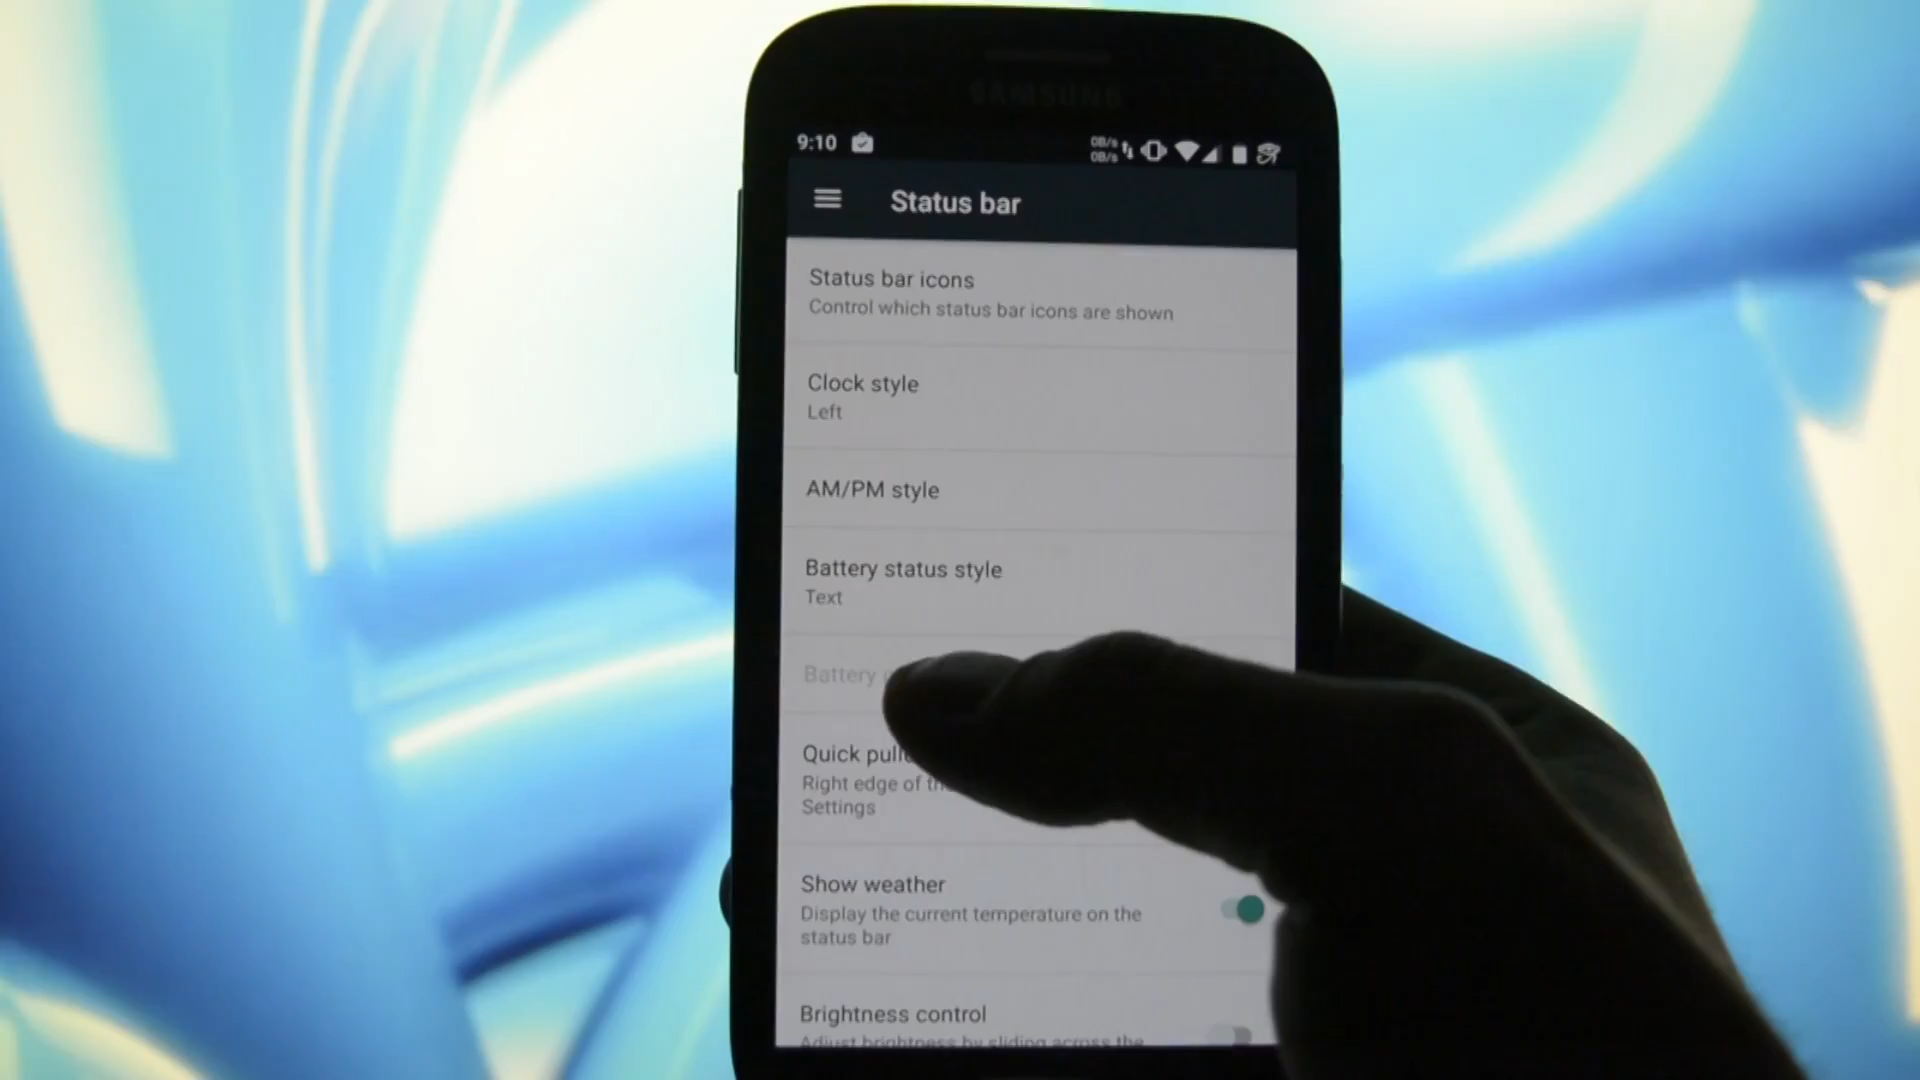 SAMSUNG
9:10
0B/s
0B/s
Status bar
Status bar icons
Control which status bar icons are shown
Clock style
Left
AM/PM style
Battery status style
Text
Battery
Quick
Right edge of
Settings
Show weather
Display the current temperature on the
status bar
Brightness control
Adjust brightness by sliding across the